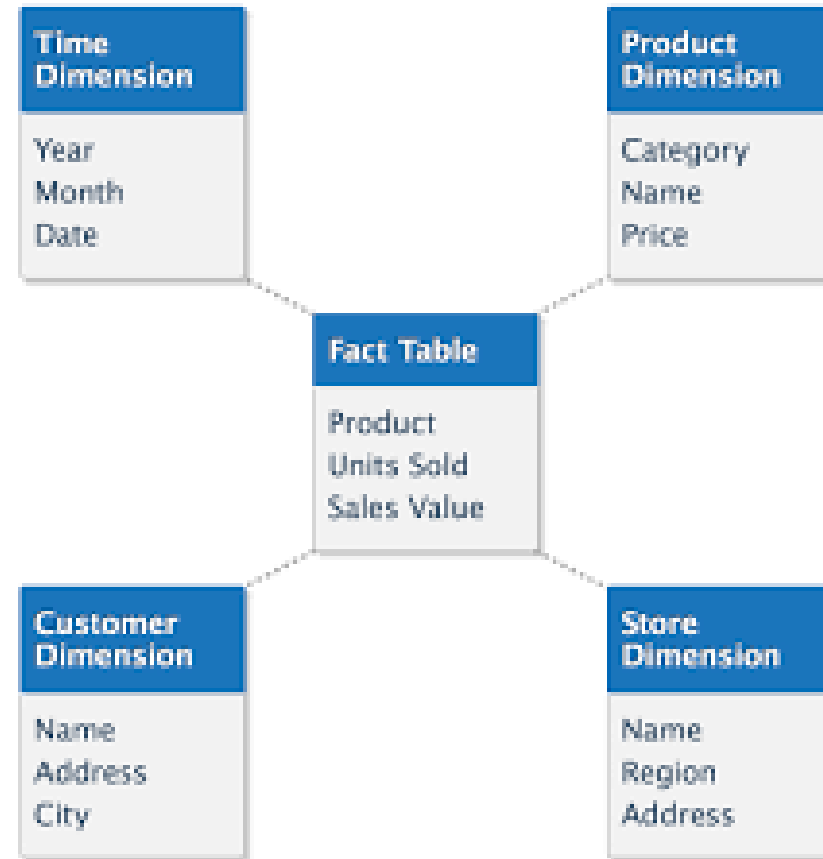 Time
Dimension
Year
Month
Date
Product
Dimension
Category
Name
Price
Fact Table
Product
Units Sold
Sales Value
Customer
Dimension
Name
Address
City
Store
Dimension
Name
Region
Address